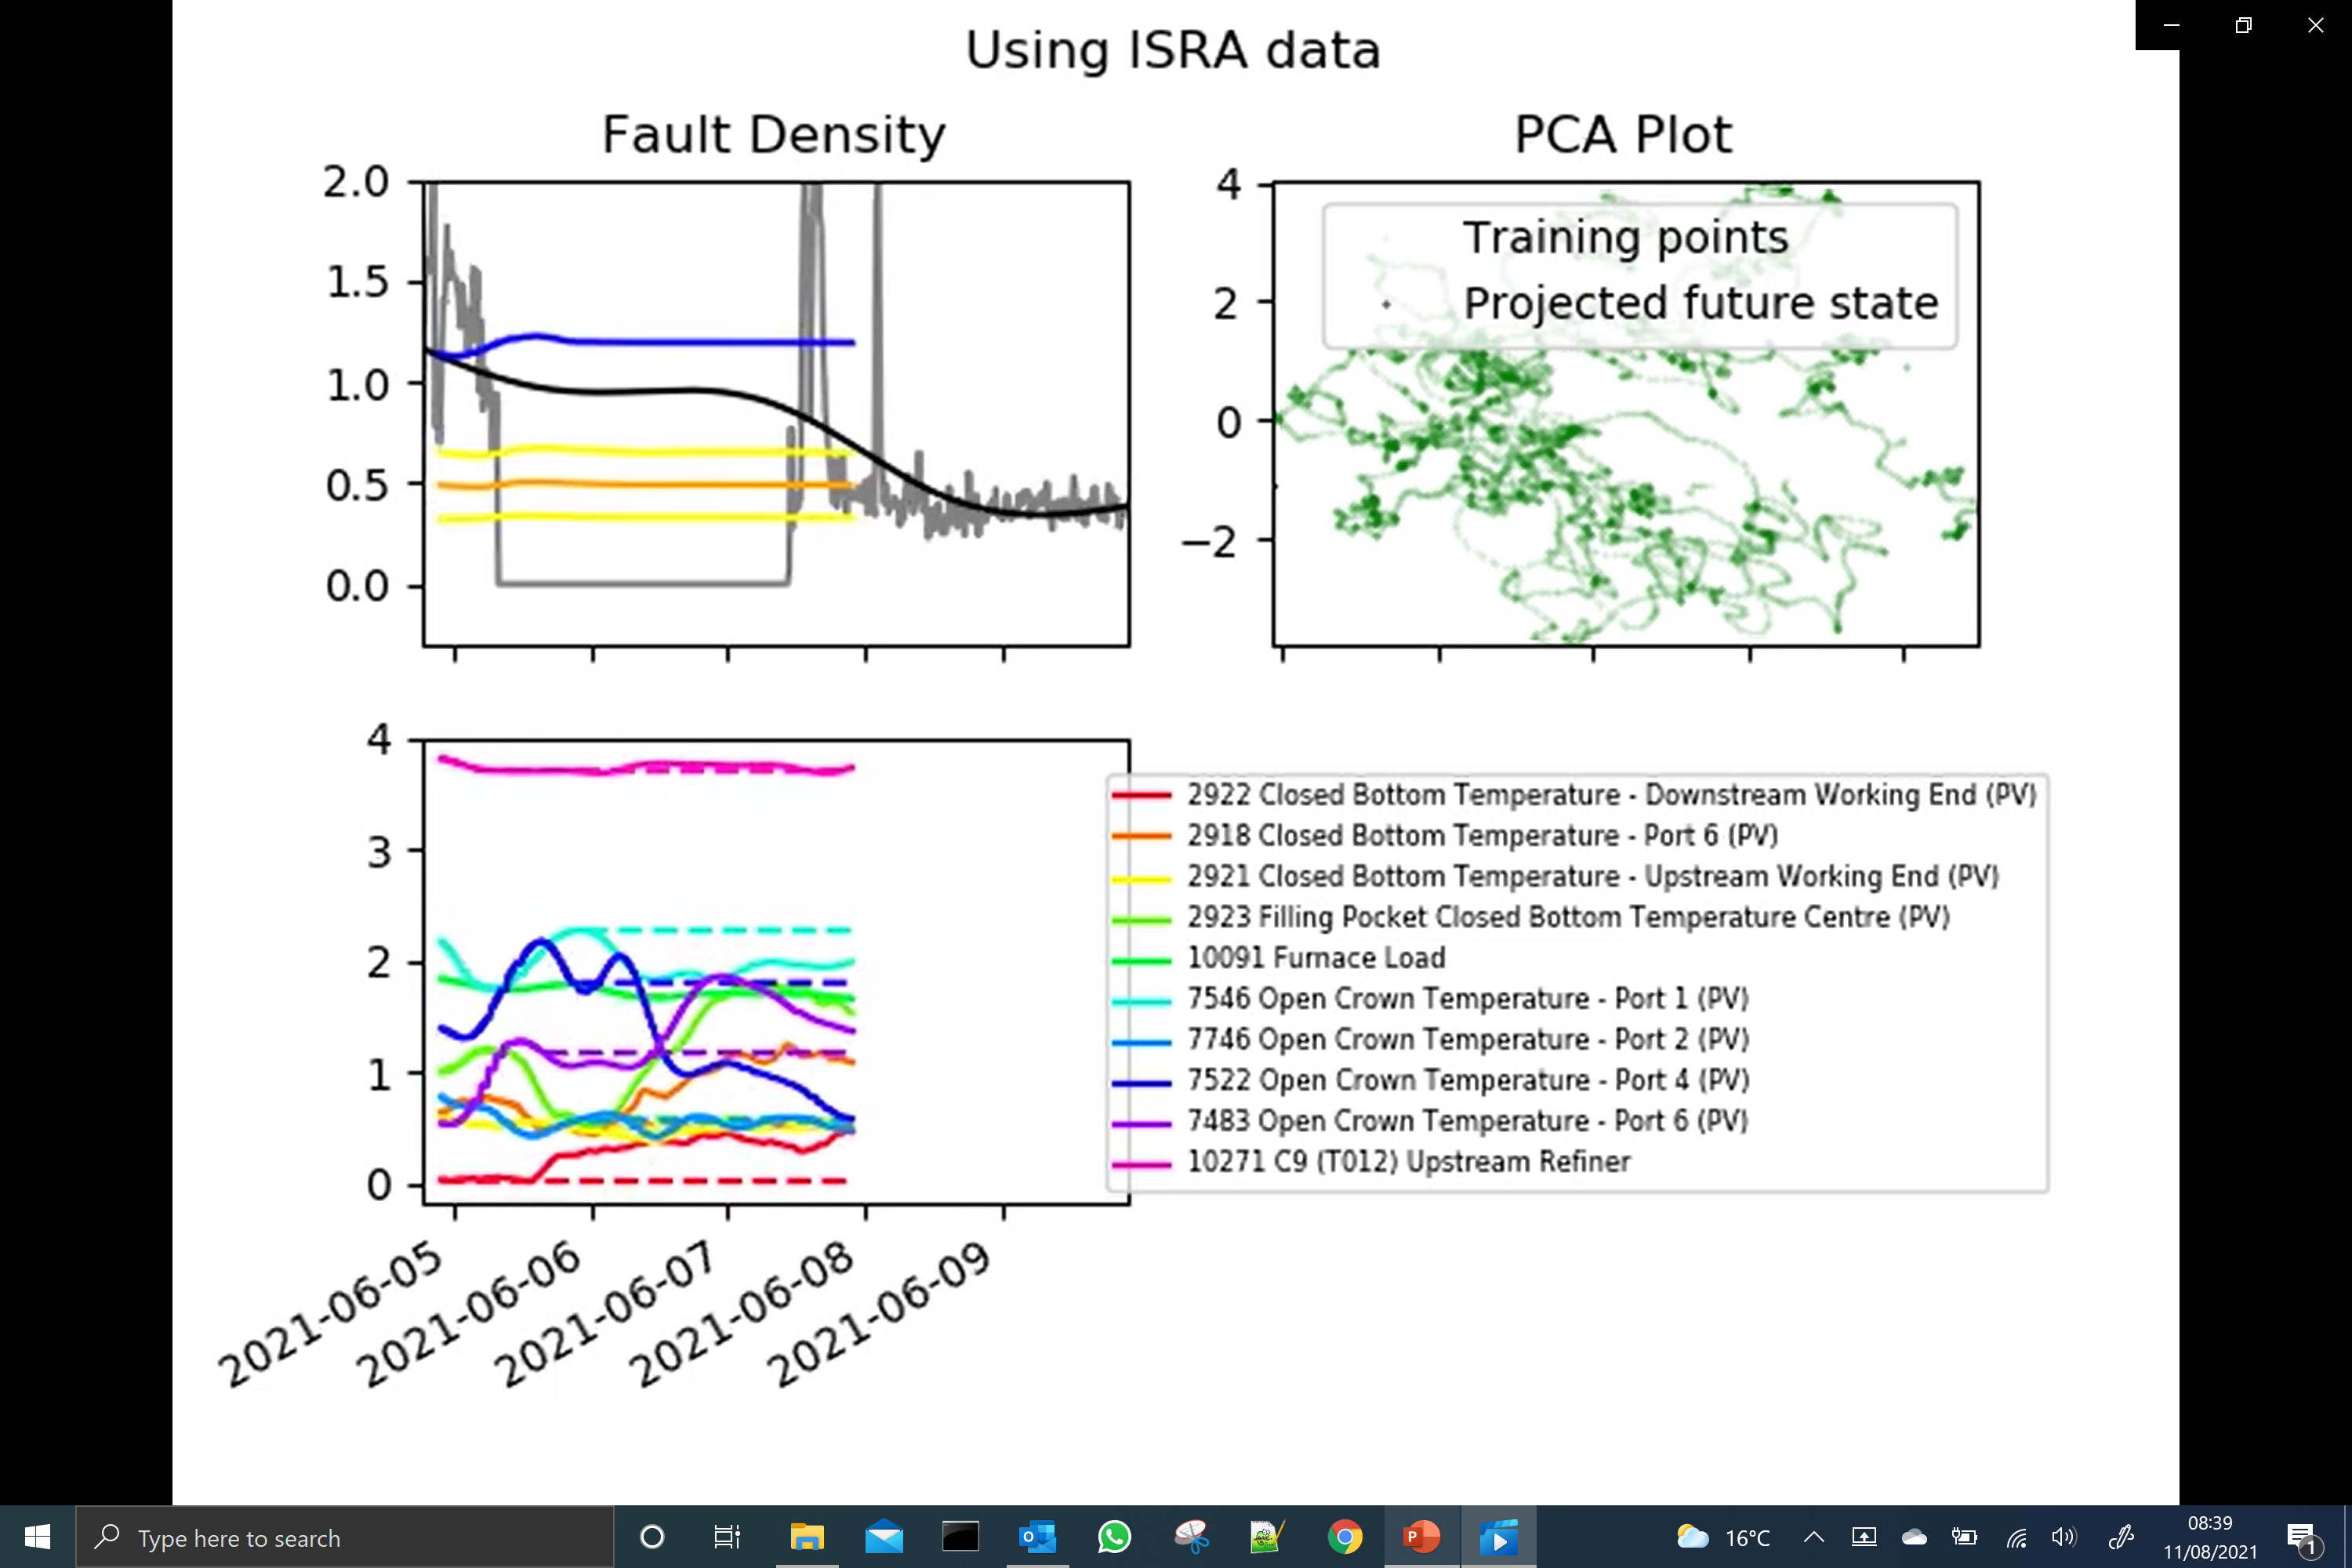 Using ISRA data
Fault Density
PCA Plot
2.0
1.5
1.0
0.5
0.0
4
2
0
−2
Training points
Projected future state
4
3
2
1
0
2021-06-05
2021-06-06
2021-06-07
2021-06-08
2021-06-09
2922 Closed Bottom Temperature - Downstream Working End (PV)
2918 Closed Bottom Temperature - Port 6 (PV)
2921 Closed Bottom Temperature - Upstream Working End (PV)
2923 Filling Pocket Closed Bottom Temperature Centre (PV)
10091 Furnace Load
7546 Open Crown Temperature - Port 1 (PV)
7746 Open Crown Temperature - Port 2 (PV)
7522 Open Crown Temperature - Port 4 (PV)
7483 Open Crown Temperature - Port 6 (PV)
10271 C9 (T012) Upstream Refiner
Type here to search
16°C
08:39
11/08/2021
1